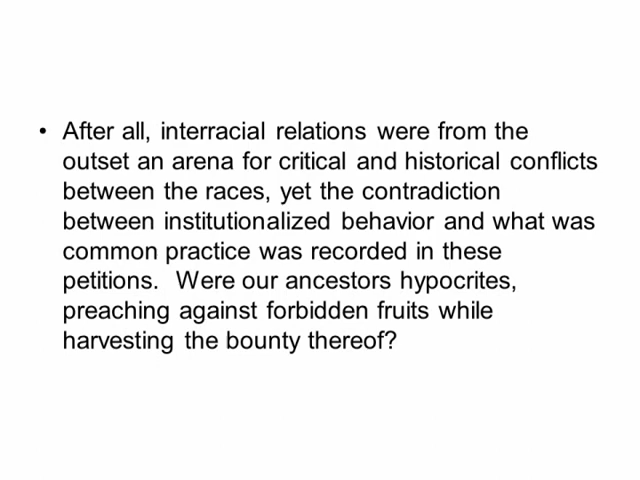 • After all, interracial relations were from the
outset an arena for critical and historical conflicts
between the races, yet the contradiction
between institutionalized behavior and what was
common practice was recorded in these
petitions.  Were our ancestors hypocrites,
preaching against forbidden fruits while
harvesting the bounty thereof?